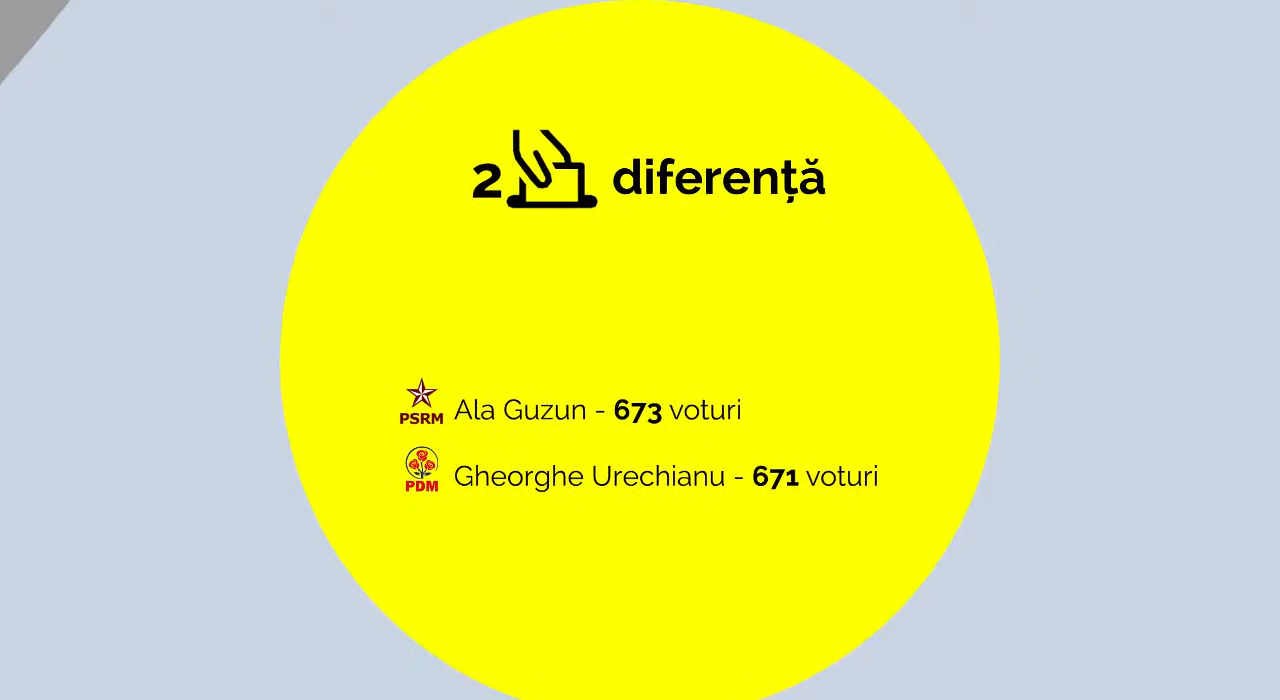 2 diferență
PSRM Ala Guzun - 673 voturi
PDM Gheorghe Urechianu - 671 voturi